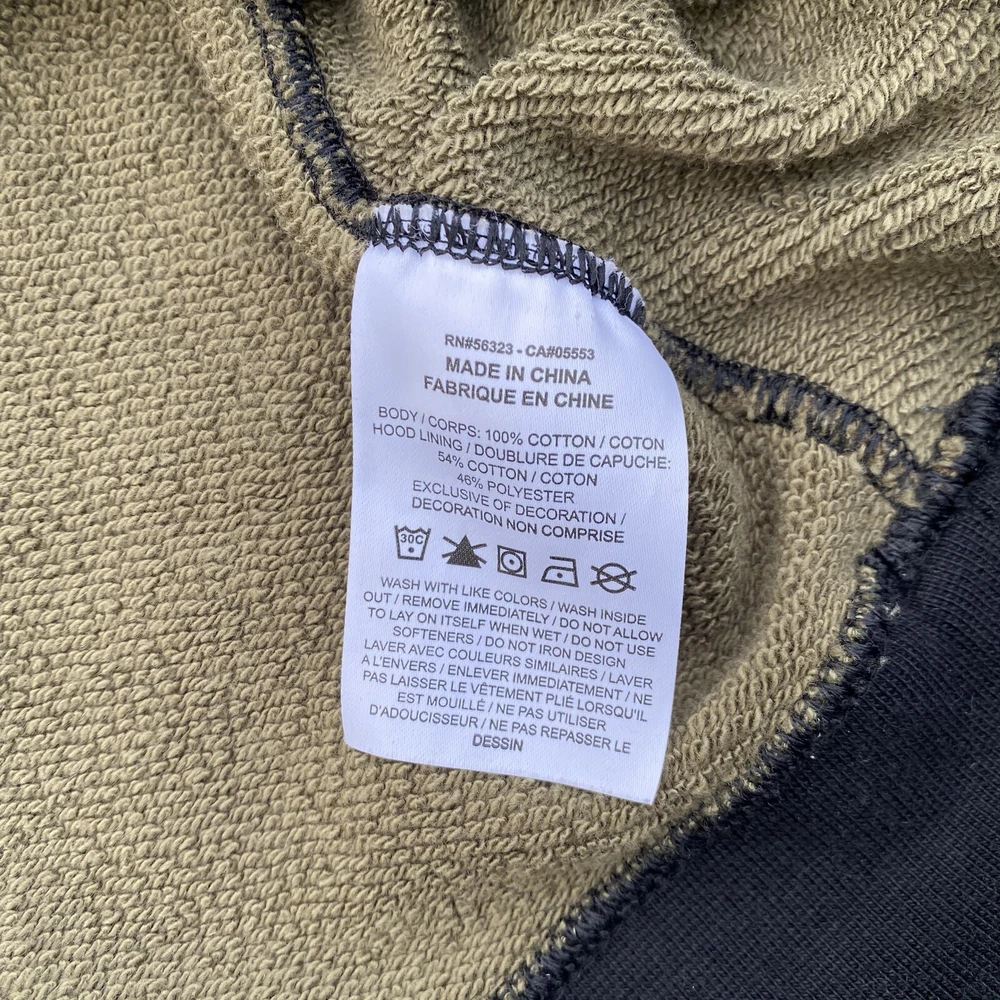 RN#56323 - CA#05553
MADE IN CHINA
FABRIQUE EN CHINE
BODY / CORPS: 100% COTTON / COTON
HOOD LINING / DOUBLURE DE CAPUCHE:
54% COTTON / COTON
46% POLYESTER
EXCLUSIVE OF DECORATION /
DECORATION NON COMPRISE
30C
WASH WITH LIKE COLORS / WASH INSIDE
OUT / REMOVE IMMEDIATELY / DO NOT ALLOW
TO LAY ON ITSELF WHEN WET / DO NOT USE
SOFTENERS / DO NOT IRON DESIGN
LAVER AVEC COULEURS SIMILAIRES / LAVER
A L'ENVERS / ENLEVER IMMEDIATEMENT / NE
PAS LAISSER LE VÊTEMENT PLIÉ LORSQU'IL
EST MOUILLÉ / NE PAS UTILISER
D'ADOUCISSEUR / NE PAS REPASSER LE
DESSIN